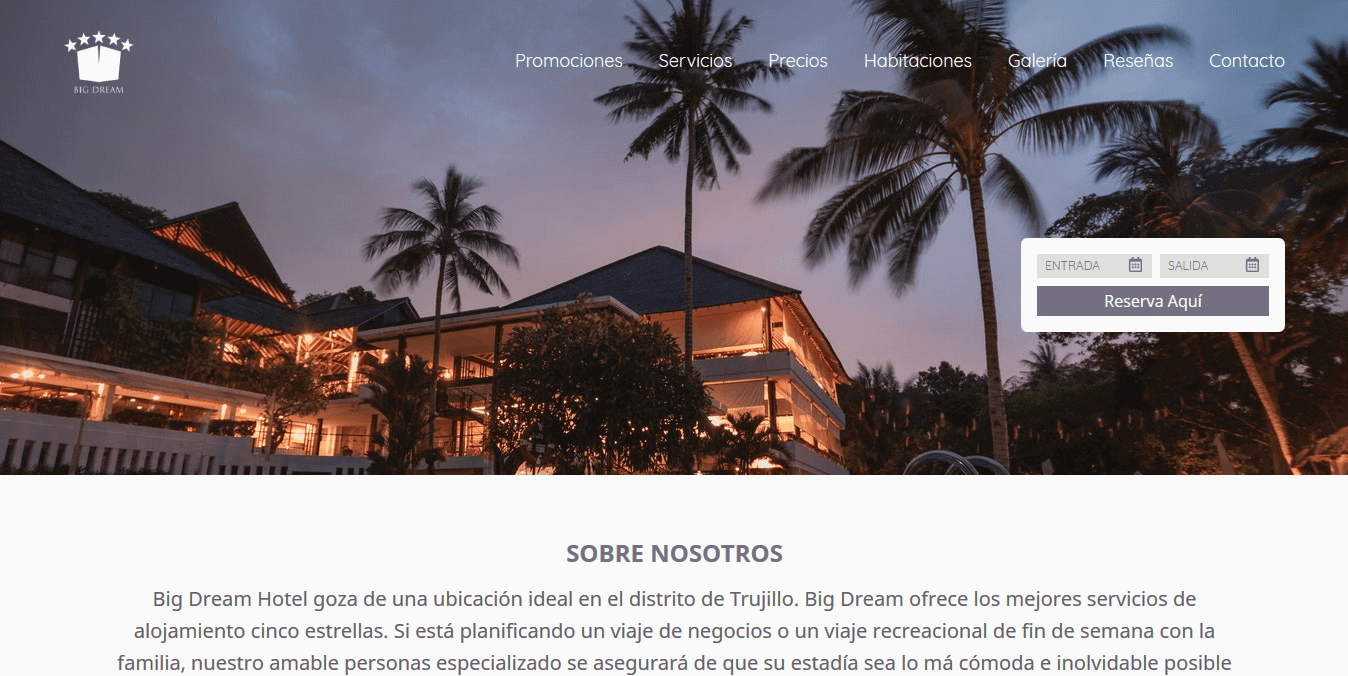 BIG DREAM
Promociones Servicios Precios Habitaciones Galería Reseñas Contacto
ENTRADA SALIDA
Reserva Aquí
SOBRE NOSOTROS
Big Dream Hotel goza de una ubicación ideal en el distrito de Trujillo. Big Dream ofrece los mejores servicios de
alojamiento cinco estrellas. Si está planificando un viaje de negocios o un viaje recreacional de fin de semana con la
familia, nuestro amable personas especializado se asegurará de que su estadía sea lo má cómoda e inolvidable posible